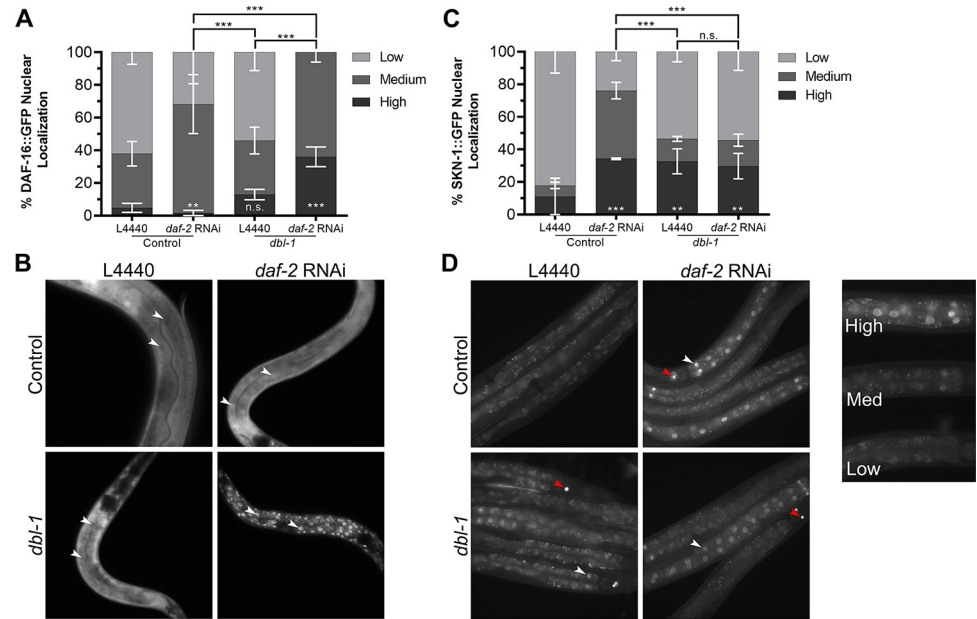 A
% DAF-16::GFP Nuclear
Localization
100
80
60
40
20
0
***
***
***
**
n.s.
***
Low
Medium
High
L4440
daf-2 RNAi
L4440
daf-2 RNAi
Control
dbl-1
C
% SKN-1::GFP Nuclear
Localization
100
80
60
40
20
0
***
***
n.s.
***
**
**
Low
Medium
High
L4440
daf-2 RNAi
L4440
daf-2 RNAi
Control
dbl-1
B
L4440
daf-2 RNAi
Control
dbl-1
D
L4440
daf-2 RNAi
Control
dbl-1
High
Med
Low